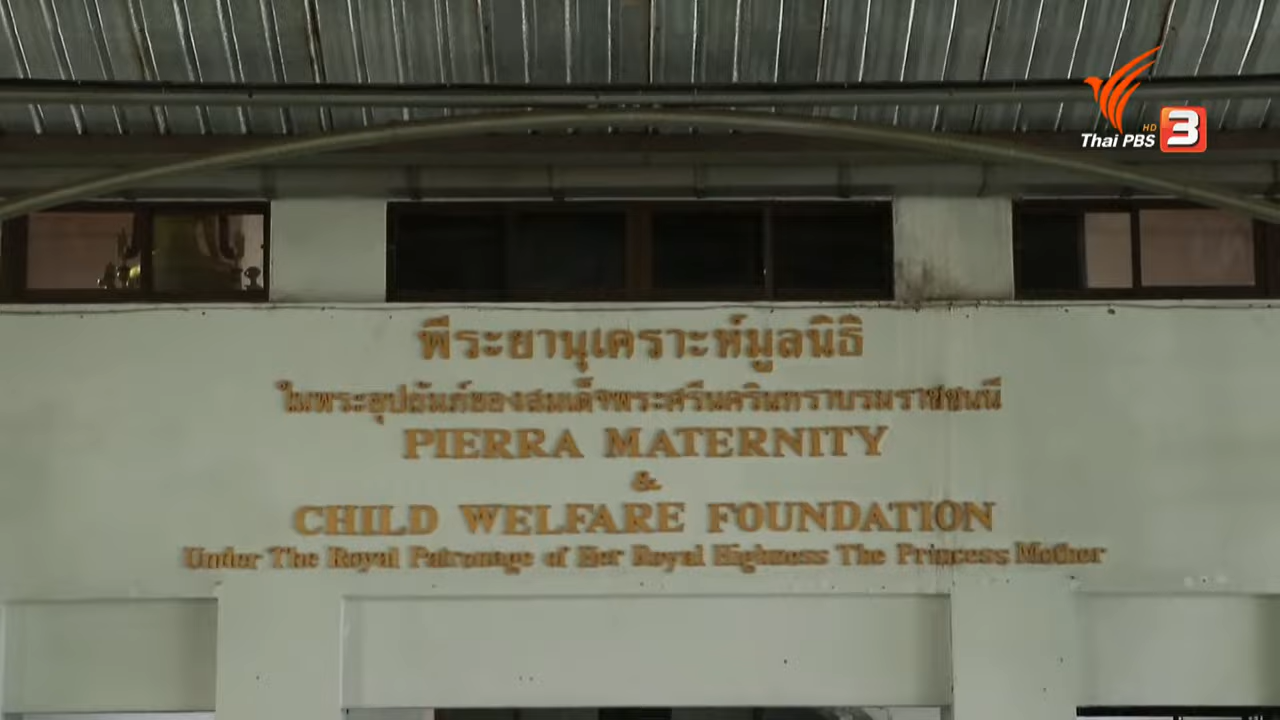 Thai PBS
HD
3
พีระยานุเคราะห์มูลนิธิ
ในพระอุปถัมภ์ของสมเด็จพระศรีนครินทราบรมราชชนนี
PIERRA MATERNITY
&
CHILD WELFARE FOUNDATION
Under The Royal Patronage of Her Royal Highness The Princess Mother